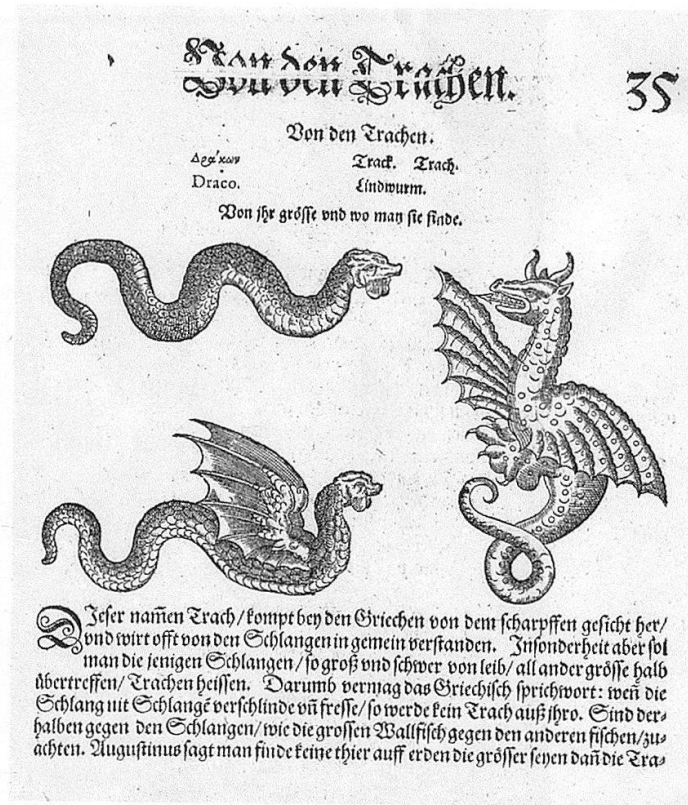 Von den Trachen.
35
Von den Trachen.
Δράκων Track. Trach.
Draco. Lindwurm.
Von jhr grösse vnd wo man sie finde.
DJeser nam̃en Trach/kompt bey den Griechen von dem scharpffen gesicht her/
vnd wirt offt von den Schlangen in gemein verstanden. Jnsonderheit aber sol
man die jenigen Schlangen/so groß vnd schwer von leib/all ander grösse halb
übertreffen/Trachen heissen. Darumb vermag das Griechisch sprichwort: weñ die
Schlang nit Schlangẽ verschlinde vñ fresse/so werde kein Trach auß jhro. Sind der-
halben gegen den Schlangen/wie die grossen Wallfisch gegen den anderen fischen/zu-
achten. Augustinus sagt man finde keine thier auff erden die grösser seyen dañ die Tra-